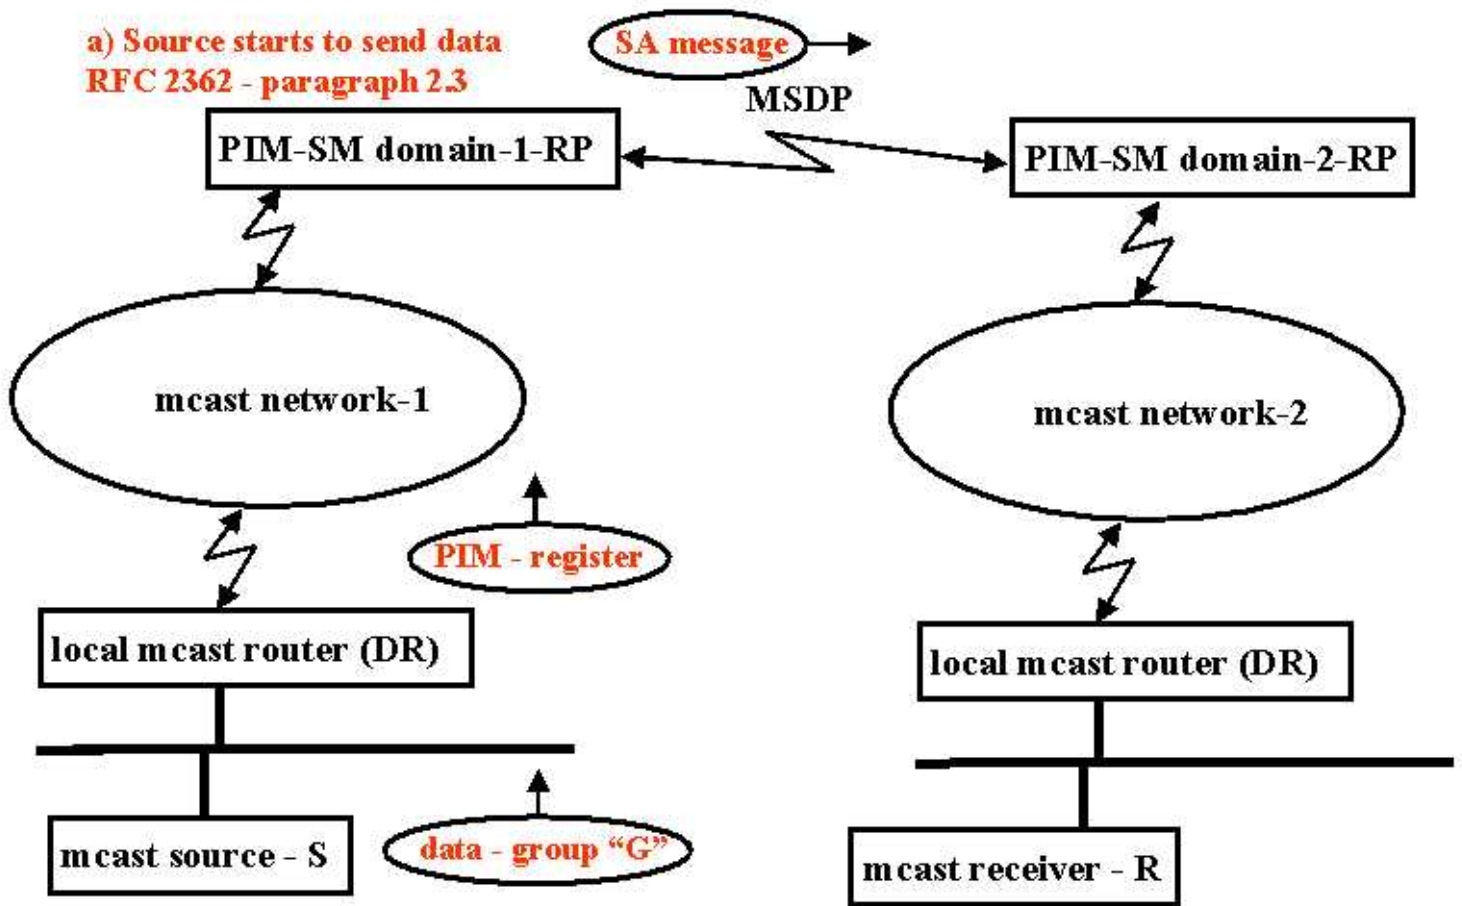 a) Source starts to send data
RFC 2362 - paragraph 2.3
SA message
MSDP
PIM-SM domain-1-RP
PIM-SM domain-2-RP
mcast network-1
mcast network-2
PIM - register
local mcast router (DR)
local mcast router (DR)
mcast source - S
data - group “G”
mcast receiver - R